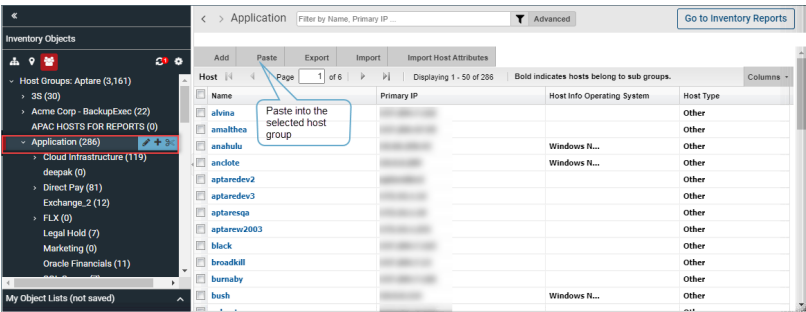 «
Inventory Objects
Host Groups: Aptare (3,161)
3S (30)
Acme Corp - BackupExec (22)
APAC HOSTS FOR REPORTS (0)
Application (286)
Cloud Infrastructure (119)
deepak (0)
Direct Pay (81)
Exchange_2 (12)
FLX (0)
Legal Hold (7)
Marketing (0)
Oracle Financials (11)
My Object Lists (not saved)
< > Application Filter by Name, Primary IP ... Advanced Go to Inventory Reports
Add Paste Export Import Import Host Attributes
Host Page 1 of 6 Displaying 1 - 50 of 286 Bold indicates hosts belong to sub groups. Columns
Name Primary IP Host Info Operating System Host Type
Paste into the
selected host
group
alvina Other
amalthea Other
anahulu Windows N... Other
anclote Windows N... Other
aptaredev2 Other
aptaredev3 Other
aptaresqa Other
aptarew2003 Other
black Other
broadkill Other
burnaby Other
bush Windows N... Other